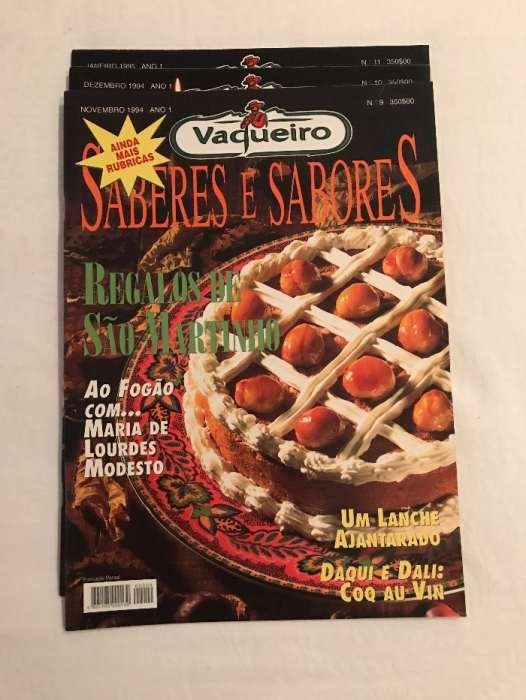 JANEIRO 1995 ANO 1
N.º 11 350$00
DEZEMBRO 1994 ANO 1
N.º 10 350$00
NOVEMBRO 1994 ANO 1
N.º 9 350$00
Vaqueiro
AINDA
MAIS
RUBRICAS
SABERES E SABORES
REGALOS DE
SÃO MARTINHO
AO FOGÃO
COM...
MARIA DE
LOURDES
MODESTO
UM LANCHE
AJANTARADO
DAQUI E DALI:
COQ AU VIN
Publicação Mensal